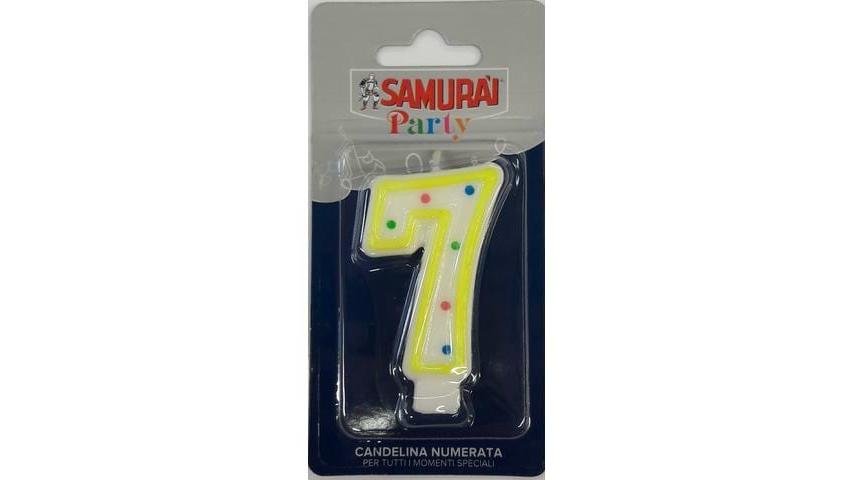 SAMURAI
Party
7
CANDELINA NUMERATA
PER TUTTI I MOMENTI SPECIALI